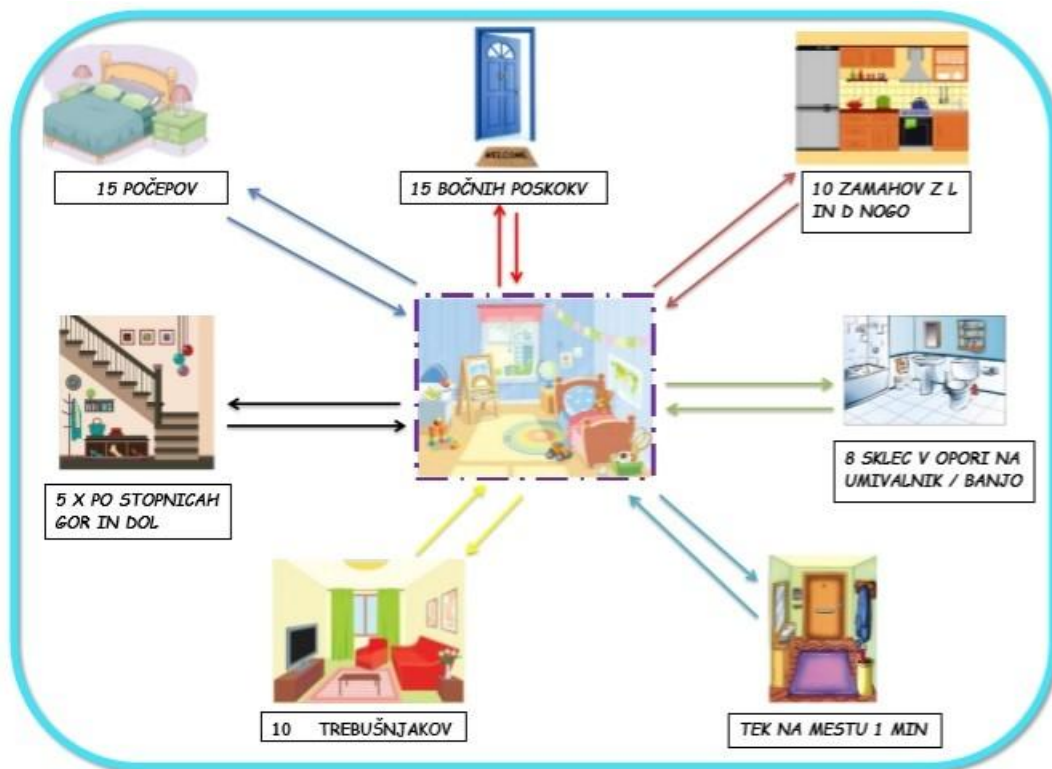 WELCOME
15 POČEPOV
15 BOČNIH POSKOKV
10 ZAMAHOV Z L
IN D NOGO
5 X PO STOPNICAH
GOR IN DOL
8 SKLEC V OPORI NA
UMIVALNIK / BANJO
10 TREBUŠNJAKOV
TEK NA MESTU 1 MIN